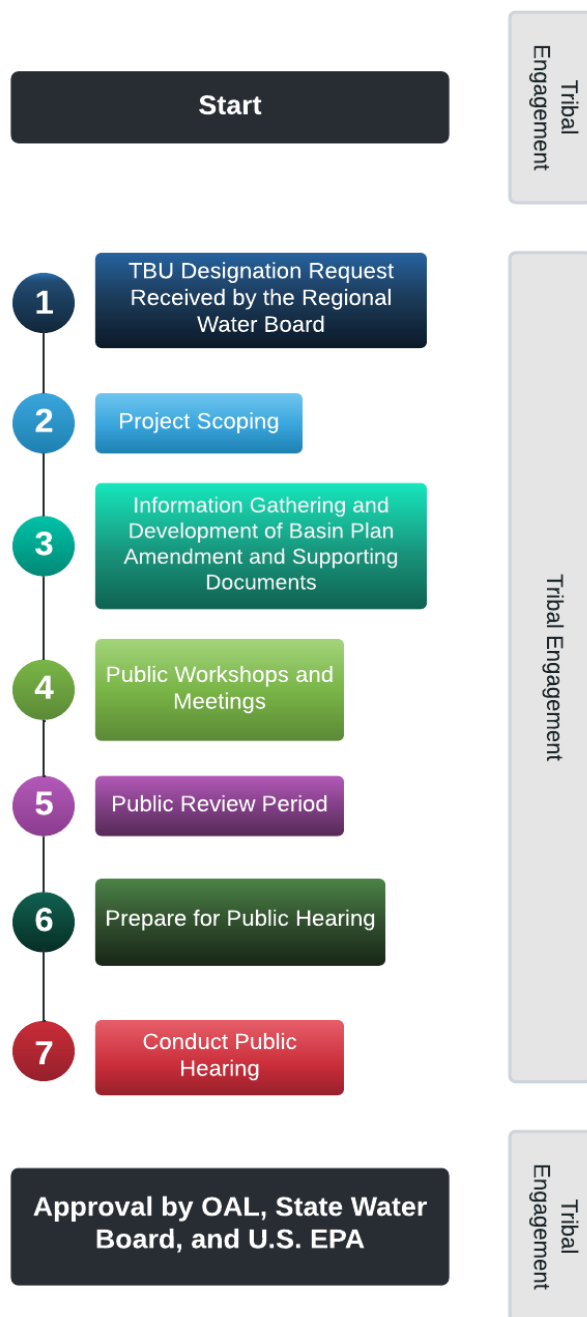 Start
Tribal
Engagement
1
TBU Designation Request
Received by the Regional
Water Board
2
Project Scoping
3
Information Gathering and
Development of Basin Plan
Amendment and Supporting
Documents
4
Public Workshops and
Meetings
5
Public Review Period
6
Prepare for Public Hearing
7
Conduct Public
Hearing
Tribal Engagement
Approval by OAL, State Water
Board, and U.S. EPA
Tribal
Engagement